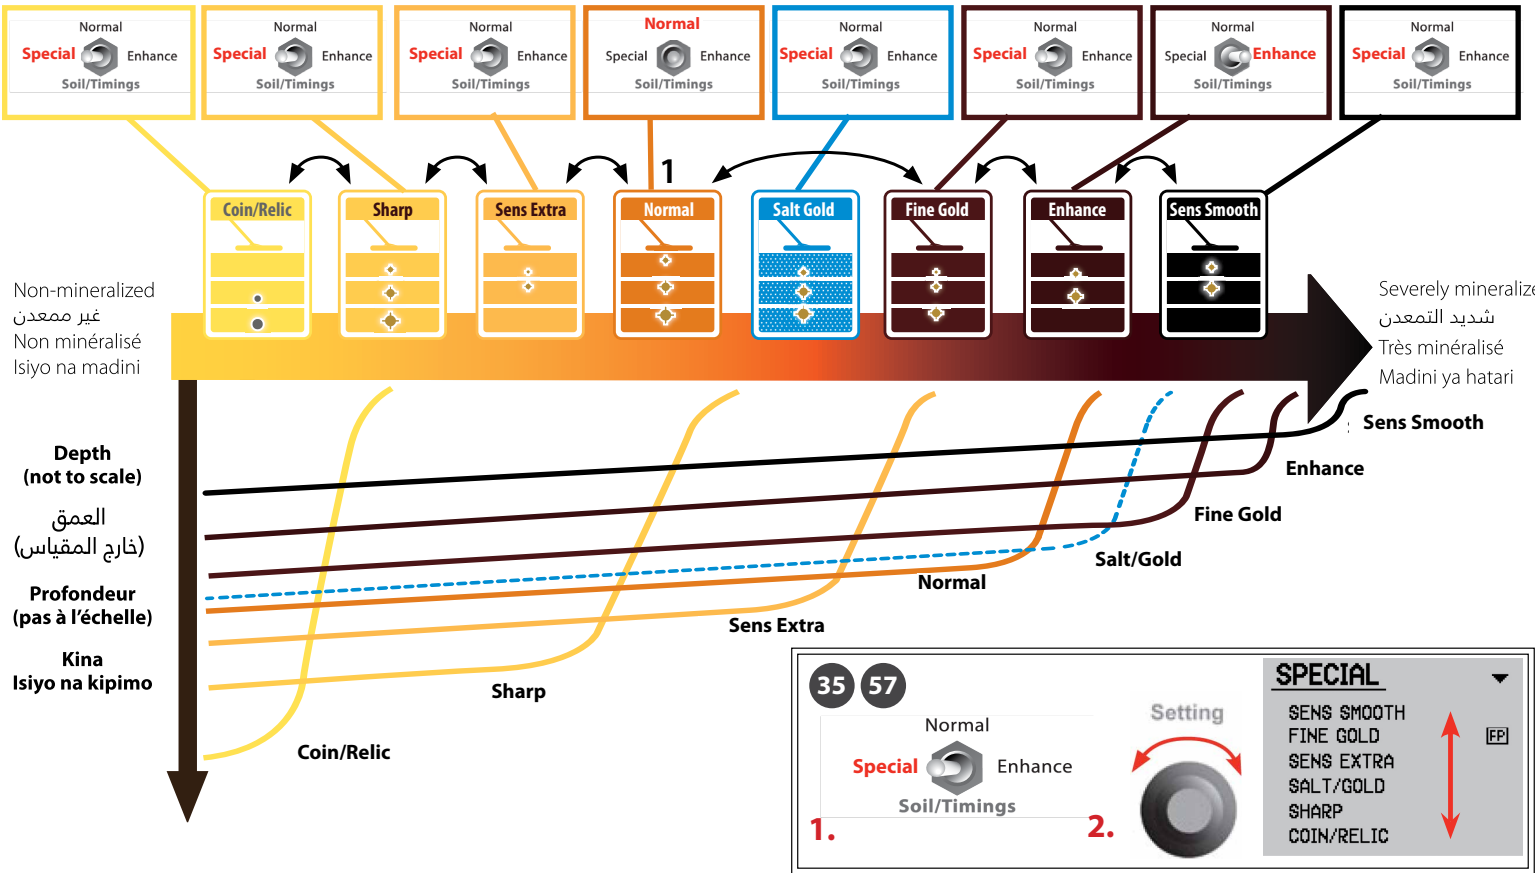 Normal
Special Enhance
Soil/Timings
Normal
Special Enhance
Soil/Timings
Normal
Special Enhance
Soil/Timings
Normal
Special Enhance
Soil/Timings
Normal
Special Enhance
Soil/Timings
Normal
Special Enhance
Soil/Timings
Normal
Special Enhance
Soil/Timings
Normal
Special Enhance
Soil/Timings
1
Coin/Relic
Sharp
Sens Extra
Normal
Salt Gold
Fine Gold
Enhance
Sens Smooth
Non-mineralized
غير ممعدن
Non minéralisé
Isiyo na madini
Severely mineralize
شديد التمعدن
Très minéralisé
Madini ya hatari
Depth
(not to scale)
العمق
(خارج المقياس)
Profondeur
(pas à l’échelle)
Kina
Isiyo na kipimo
Sens Smooth
Enhance
Fine Gold
Salt/Gold
Normal
Sens Extra
Sharp
Coin/Relic
35 57
Normal
Special Enhance
Soil/Timings
1.
Setting
2.
SPECIAL
SENS SMOOTH
FINE GOLD FP
SENS EXTRA
SALT/GOLD
SHARP
COIN/RELIC